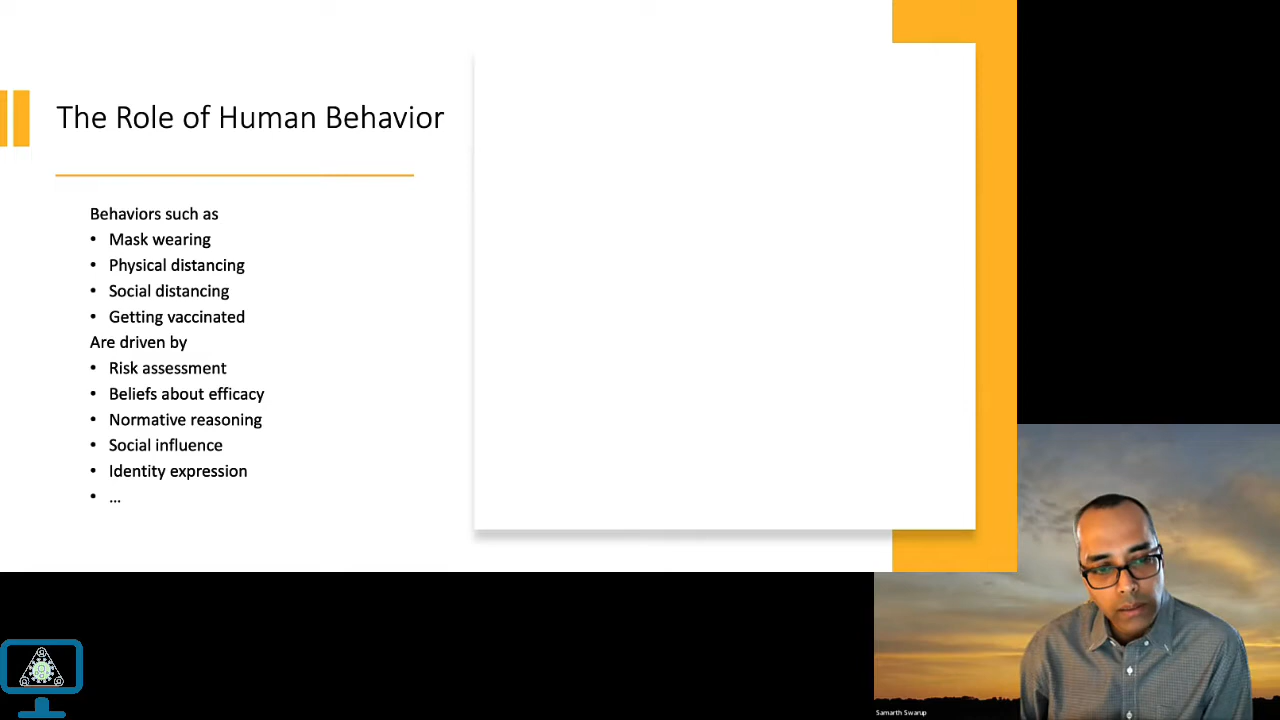 The Role of Human Behavior
Behaviors such as
• Mask wearing
• Physical distancing
• Social distancing
• Getting vaccinated
Are driven by
• Risk assessment
• Beliefs about efficacy
• Normative reasoning
• Social influence
• Identity expression
• ...
Samarth Swarup